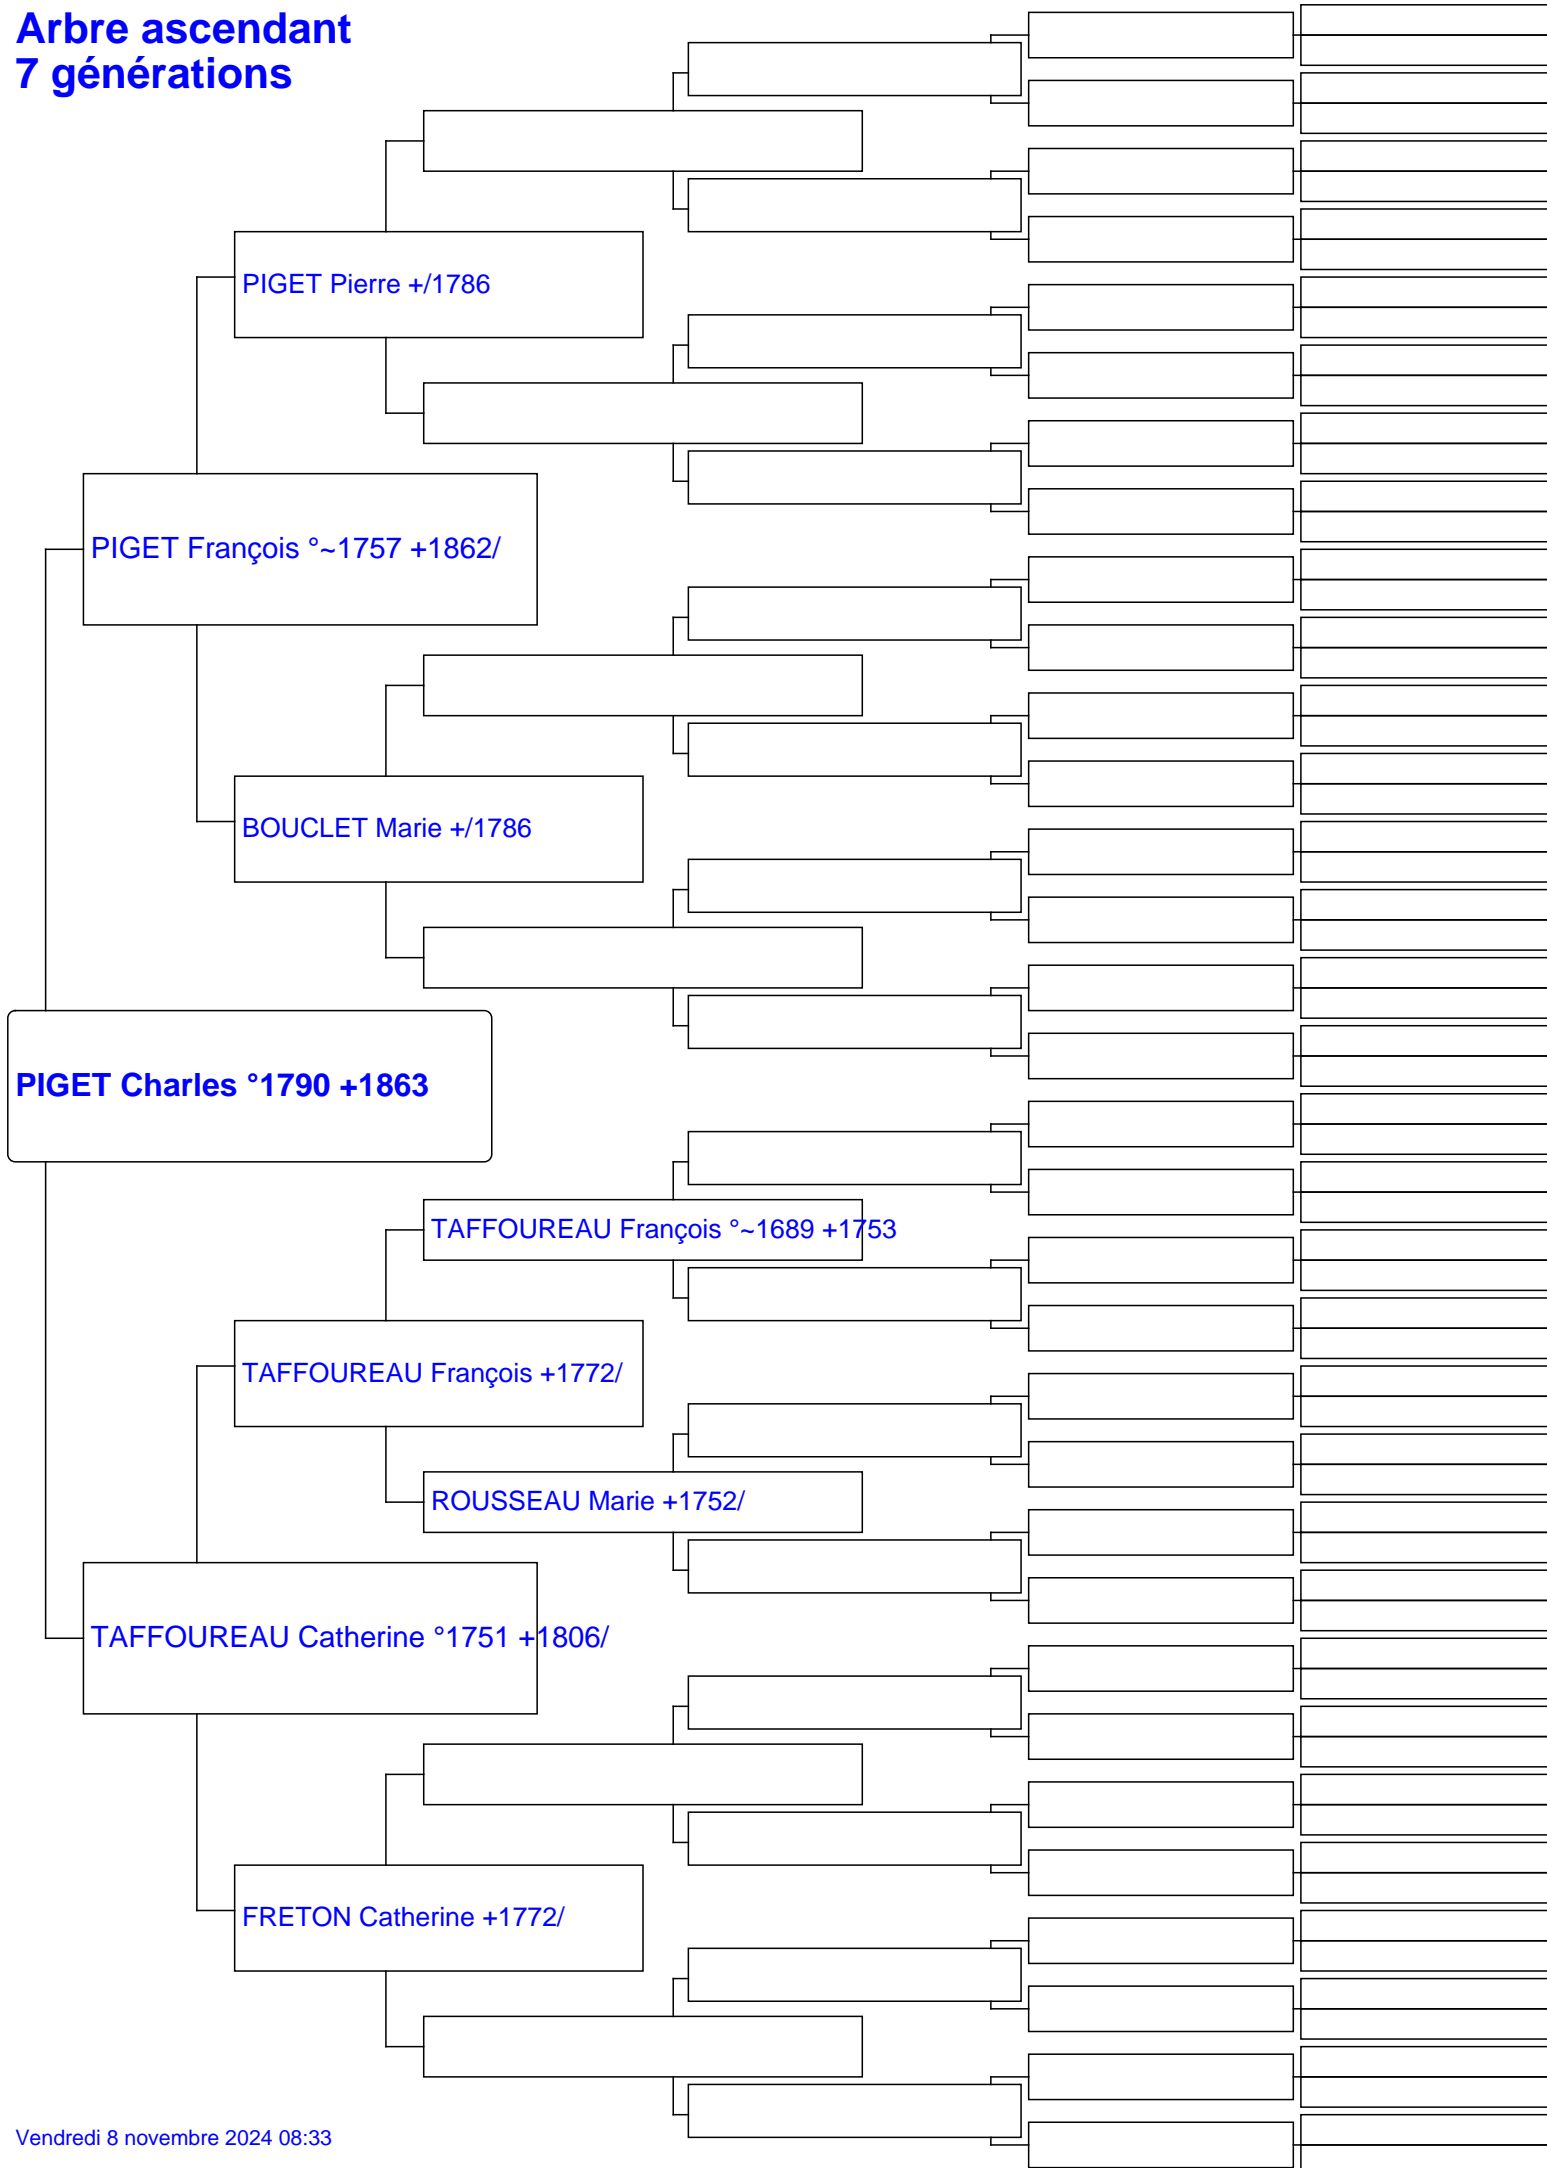 Arbre ascendant
7 générations
PIGET Pierre +/1786
PIGET François °~1757 +1862/
BOUCLET Marie +/1786
PIGET Charles °1790 +1863
TAFFOUREAU François °~1689 +1753
TAFFOUREAU François +1772/
ROUSSEAU Marie +1752/
TAFFOUREAU Catherine °1751 +1806/
FRETON Catherine +1772/
Vendredi 8 novembre 2024 08:33